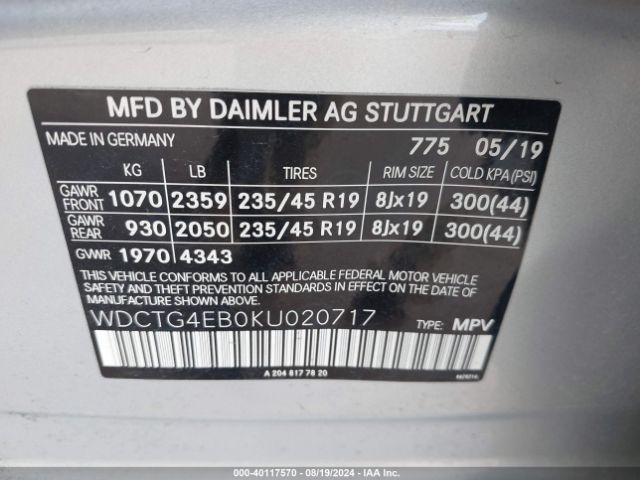 MFD BY DAIMLER AG STUTTGART
MADE IN GERMANY 775 05/19
KG LB TIRES RIM SIZE COLD KPA(PSI)
GAWR FRONT 1070 2359 235/45 R19 8Jx19 300(44)
GAWR REAR 930 2050 235/45 R19 8Jx19 300(44)
GVWR 1970 4343
THIS VEHICLE CONFORMS TO ALL APPLICABLE FEDERAL MOTOR VEHICLE
SAFETY AND THEFT PREVENTION STANDARDS IN EFFECT ON THE DATE OF
MANUFACTURE SHOWN ABOVE.
WDCTG4EB0KU020717 TYPE: MPV
A 204 817 78 20
000-40117570 - 08/19/2024 - IAA, LLC